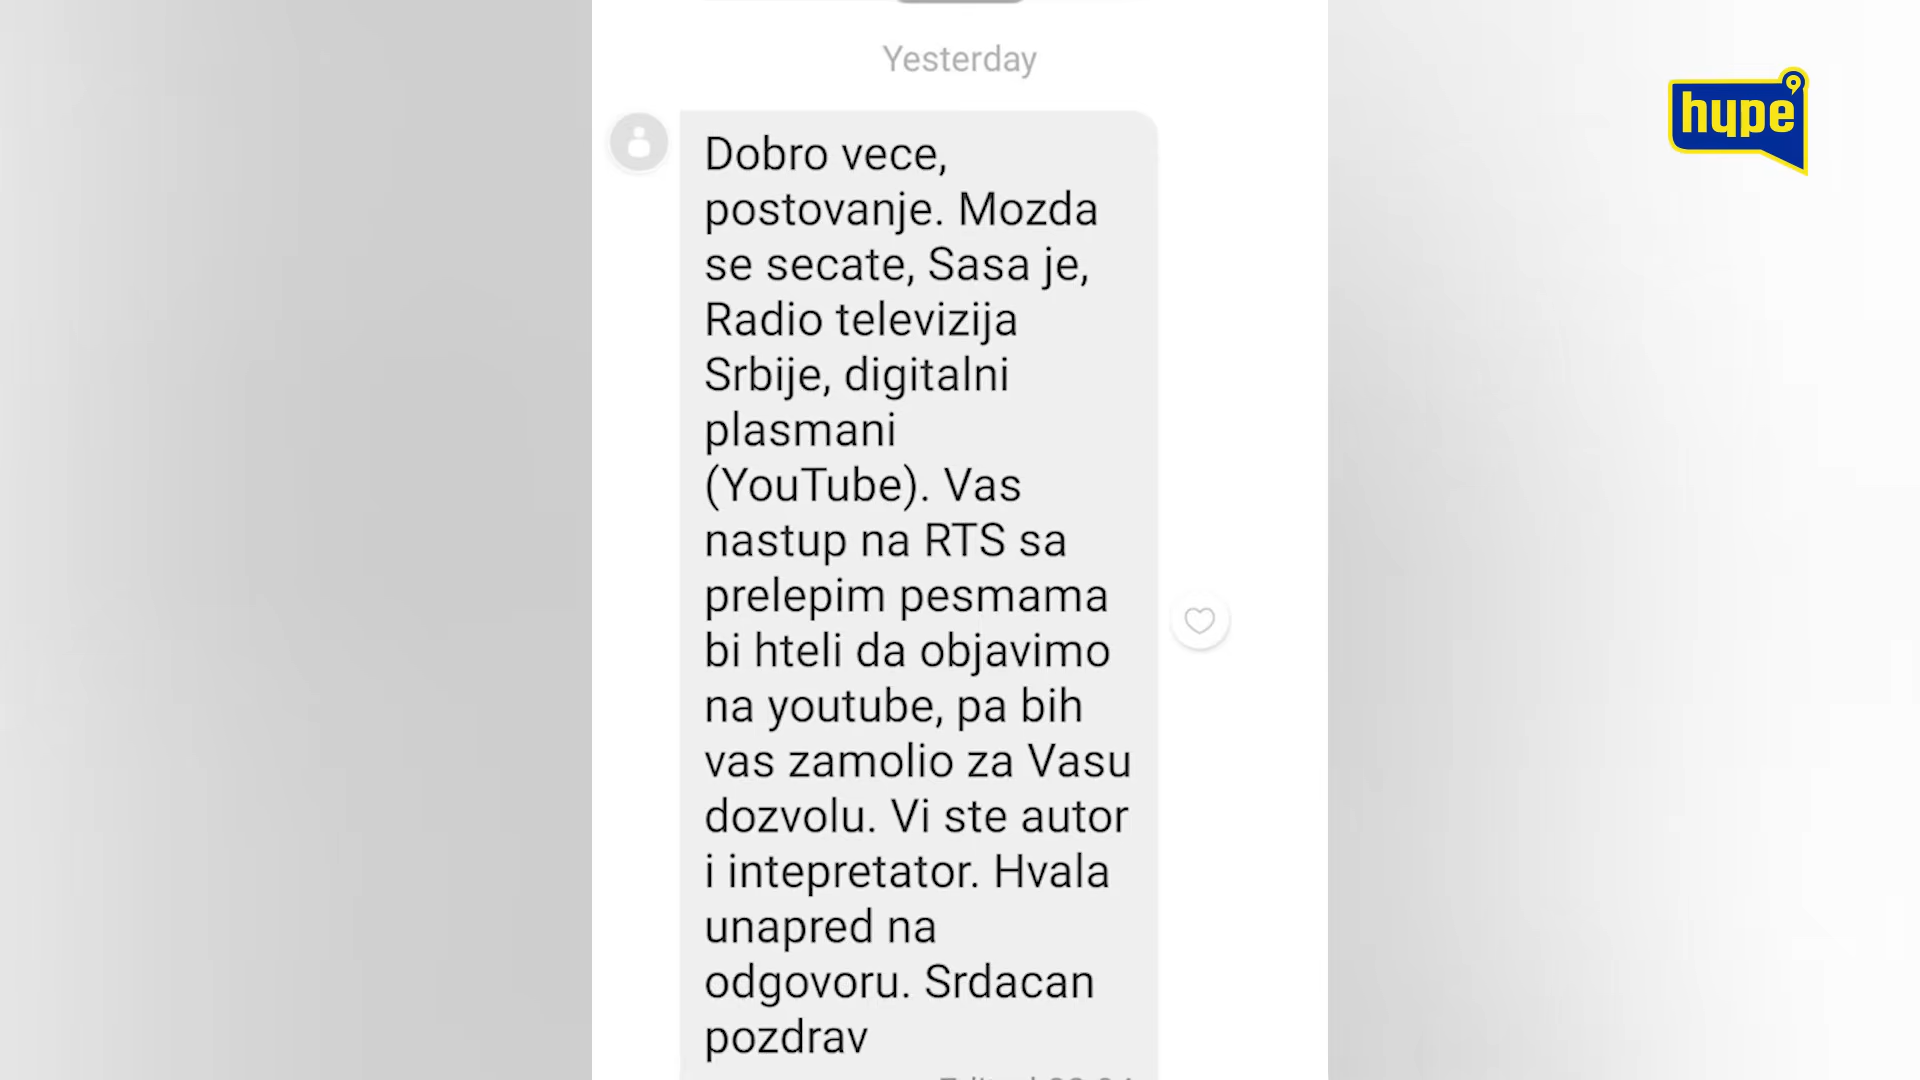 Yesterday
hype
Dobro vece,
postovanje. Mozda
se secate, Sasa je,
Radio televizija
Srbije, digitalni
plasmani
(YouTube). Vas
nastup na RTS sa
prelepim pesmama
bi hteli da objavimo
na youtube, pa bih
vas zamolio za Vasu
dozvolu. Vi ste autor
i intepretator. Hvala
unapred na
odgovoru. Srdacan
pozdrav